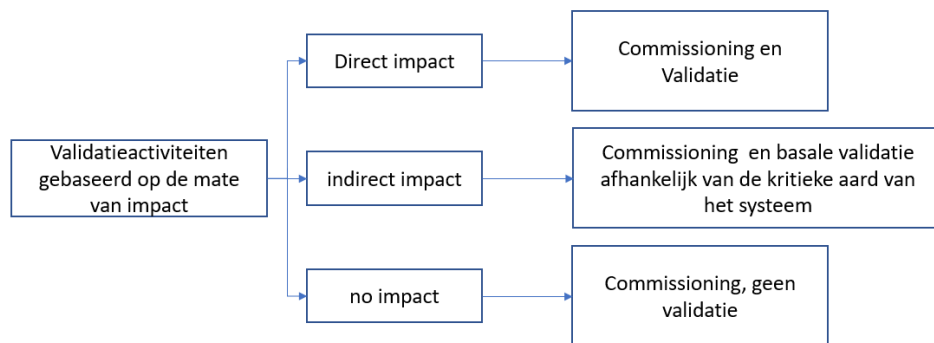 Validatieactiviteiten
gebaseerd op de mate
van impact
Direct impact
Commissioning en
Validatie
indirect impact
Commissioning en basale validatie
afhankelijk van de kritieke aard van
het systeem
no impact
Commissioning, geen
validatie